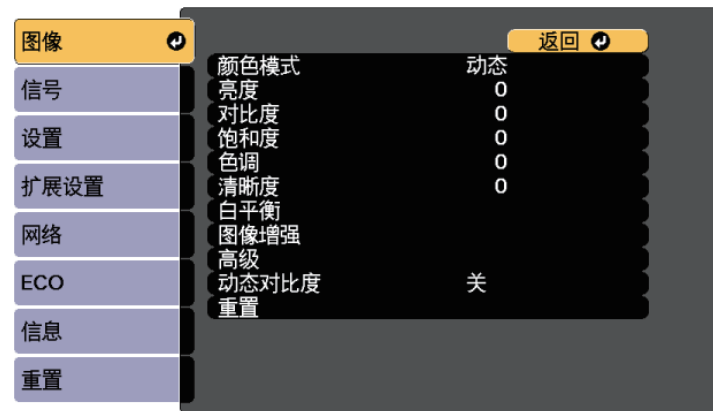 图像
信号
设置
扩展设置
网络
ECO
信息
重置
返回
颜色模式 动态
亮度 0
对比度 0
饱和度 0
色调 0
清晰度 0
白平衡
图像增强
高级
动态对比度 关
重置